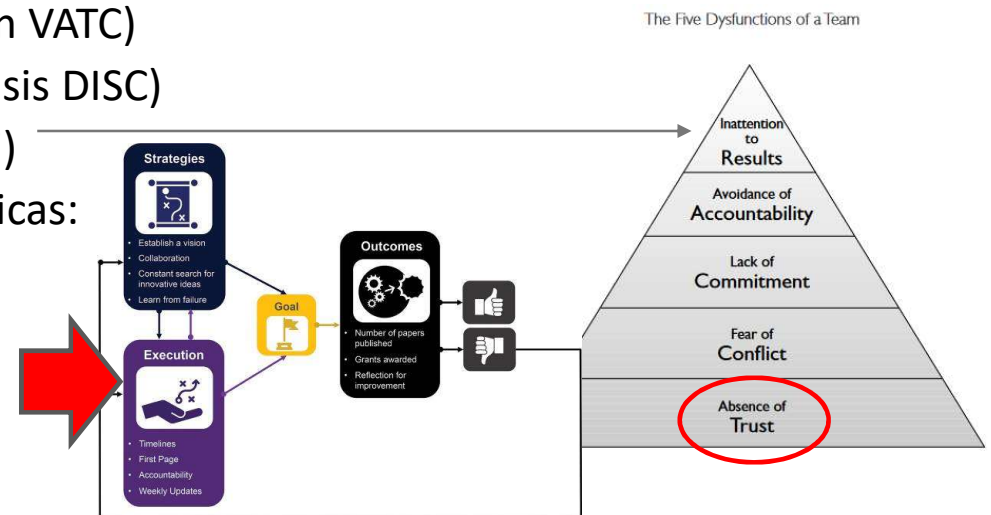 n VATC)
sis DISC)
)
icas:
The Five Dysfunctions of a Team
Strategies
• Establish a vision
• Collaboration
• Constant search for
innovative ideas
• Learn from failure
Execution
• Timelines
• First Page
• Accountability
• Weekly Updates
Goal
Outcomes
• Number of papers
published
• Grants awarded
• Reflection for
improvement
Inattention
to
Results
Avoidance of
Accountability
Lack of
Commitment
Fear of
Conflict
Absence of
Trust